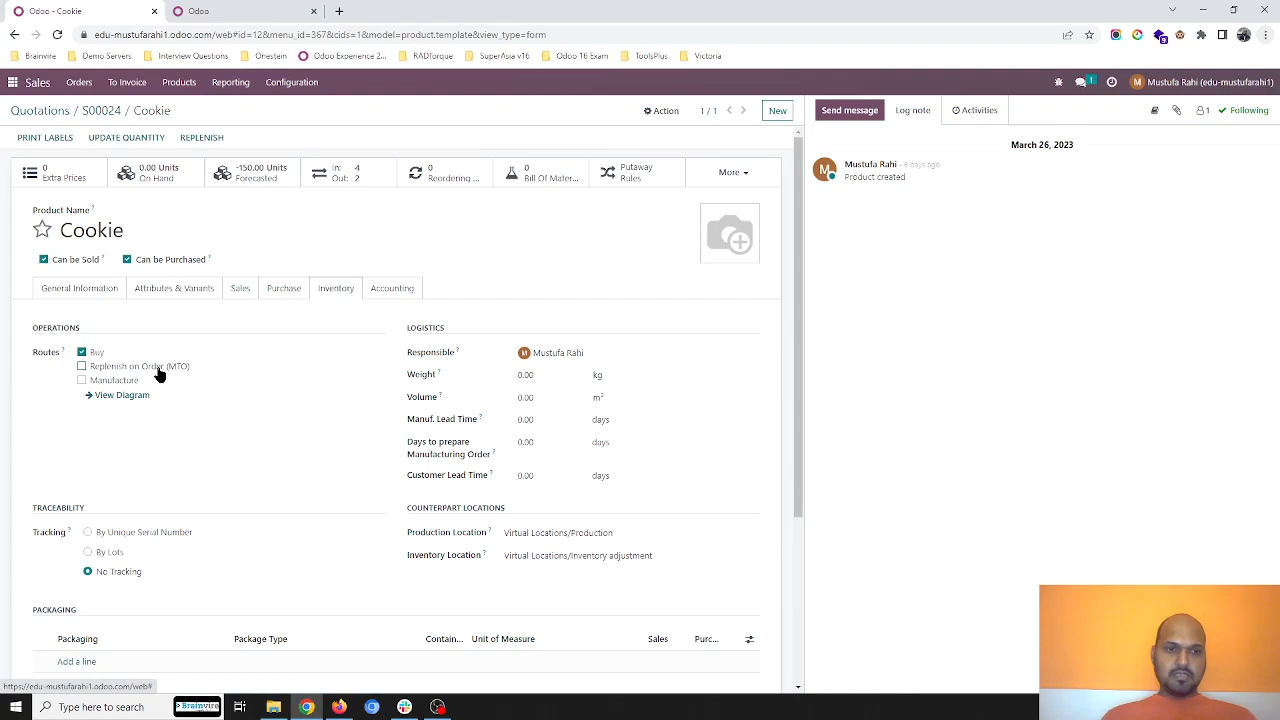 Odoo - Cookie
Odoo
edu-mustufarahi1.odoo.com/web#id=12&menu_id=367&cids=1&model=product.template&view_type=form
Brainvire
Demo Servers
Interview Questions
Onestein
Odoo Experience 2...
RADTorque
SuperAsia v16
Odoo 16 Exam
ToolsPlus
Victoria
Sales Orders To Invoice Products Reporting Configuration
1
Mustufa Rahi (edu-mustufarahi1)
Quotations / S00024 / Cookie
Action
1 / 1
New
Send message
Log note
Activities
1
Following
PRINT LABELS
UPDATE QUANTITY
REPLENISH
0
Extra Prices
0.00 Units
On Hand
-150.00 Units
Forecasted
In: 4
Out: 2
0
Reordering ...
0
Bill Of Mater...
Putaway
Rules
More
March 26, 2023
Mustufa Rahi - 6 days ago
Product created
Product Name ?
Cookie
Can be Sold ?
Can be Purchased ?
General Information
Attributes & Variants
Sales
Purchase
Inventory
Accounting
OPERATIONS
Routes ?
Buy
Replenish on Order (MTO)
Manufacture
View Diagram
LOGISTICS
Responsible ?
M Mustufa Rahi
Weight ?
0.00 kg
Volume ?
0.00 m³
Manuf. Lead Time ?
0.00 days
Days to prepare
Manufacturing Order ?
0.00 days
Customer Lead Time ?
0.00 days
TRACEABILITY
Tracking ?
By Unique Serial Number
By Lots
No Tracking
COUNTERPART LOCATIONS
Production Location ?
Virtual Locations/Production
Inventory Location ?
Virtual Locations/Inventory adjustment
PACKAGING
Packaging
Package Type
Contain...
Unit of Measure
Sales
Purc...
Add a line
https://edu-mustufarahi1.odoo.com/web#
Type here to search
Brainvire